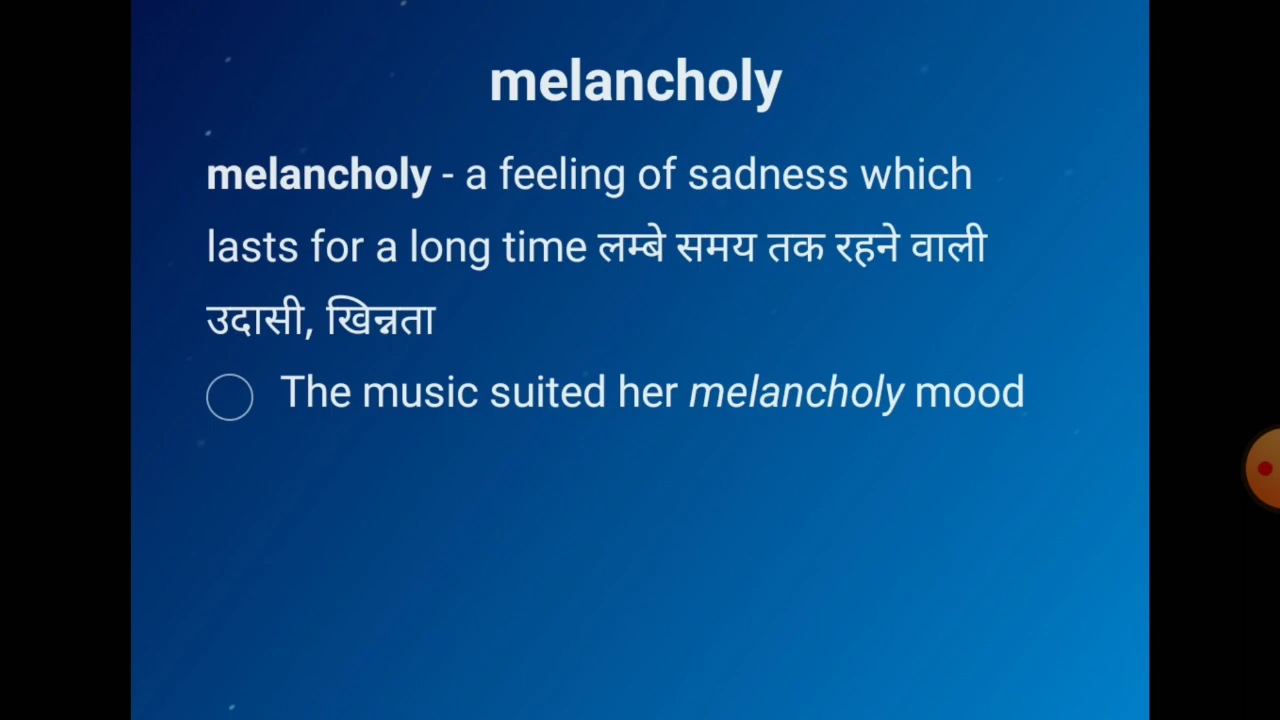 melancholy
melancholy - a feeling of sadness which
lasts for a long time लम्बे समय तक रहने वाली
उदासी, खिन्नता
The music suited her melancholy mood